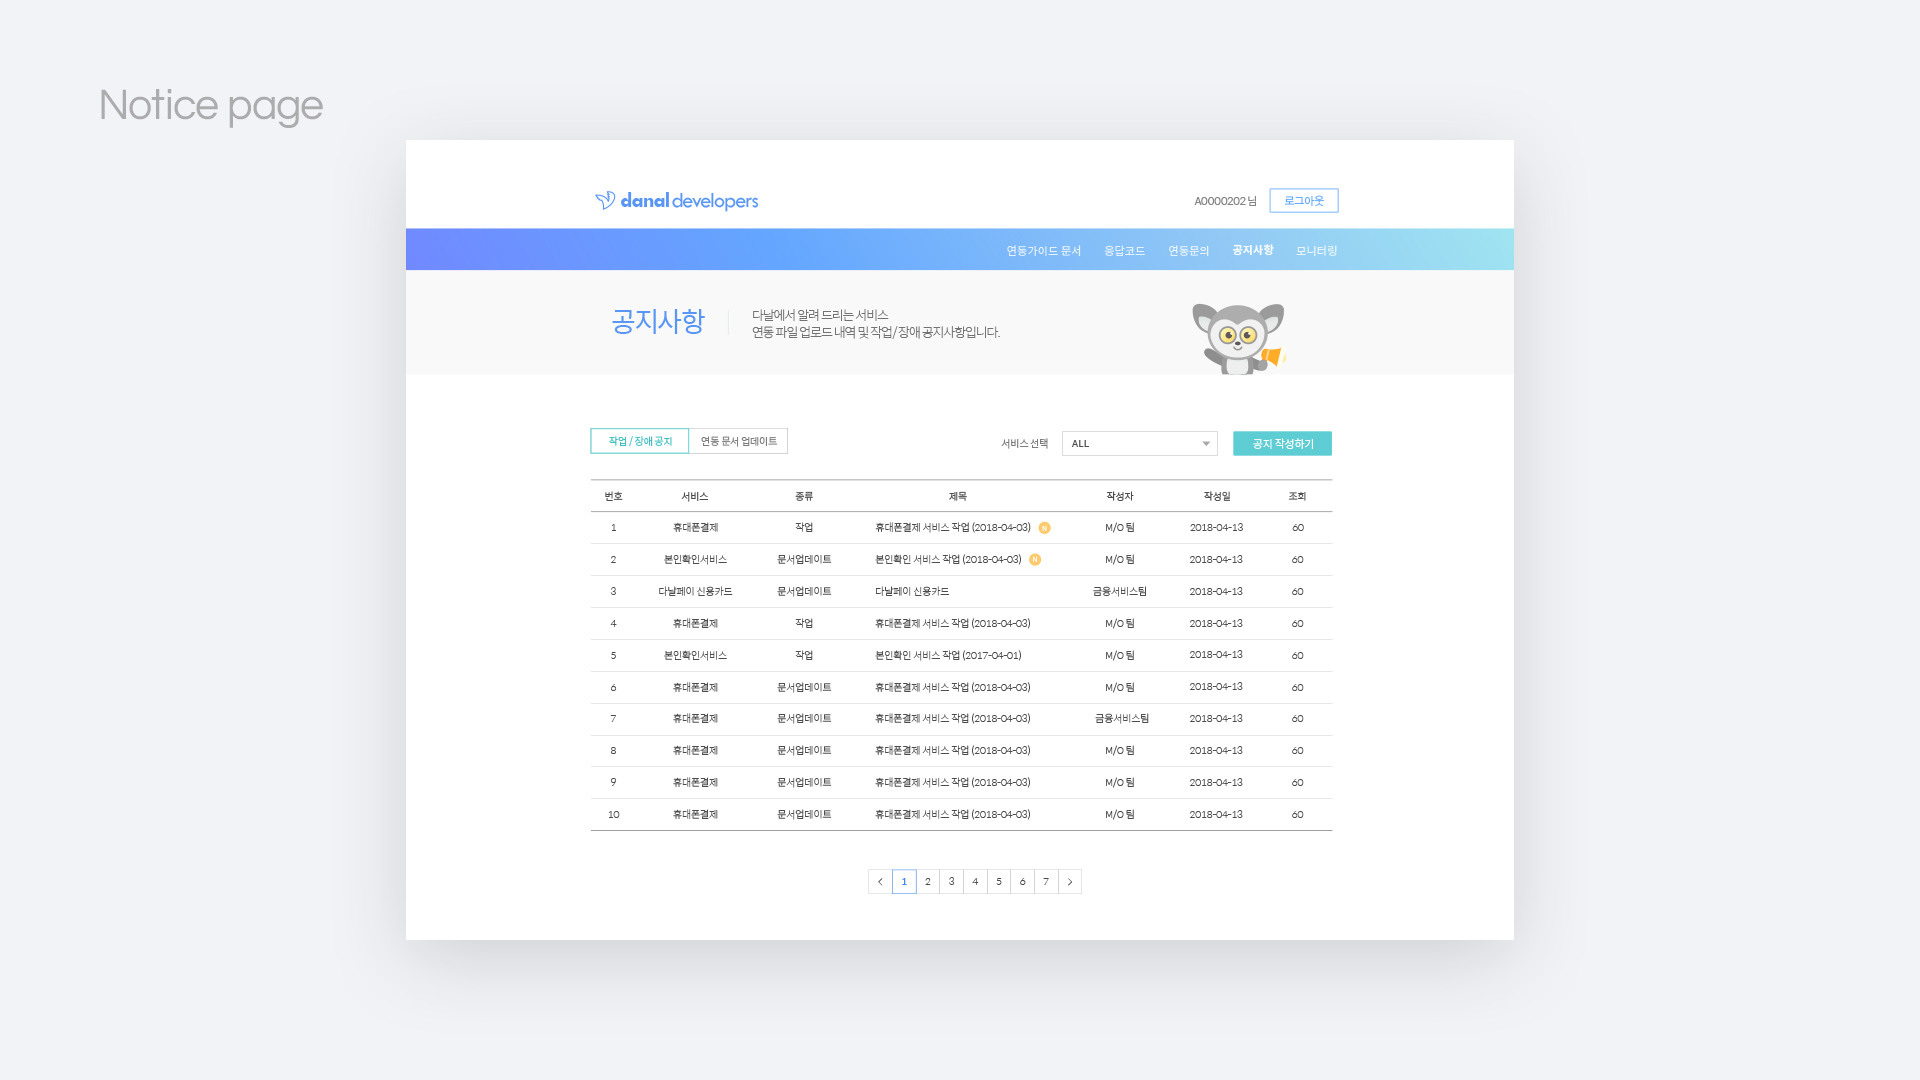 Notice page
danal developers
A0000202 님 로그아웃
연동가이드 문서 응답코드 연동문의 공지사항 모니터링
공지사항
다날에서 알려 드리는 서비스
연동 파일 업로드 내역 및 작업/장애 공지사항입니다.
작업 / 장애 공지 연동 문서 업데이트 서비스 선택 ALL 공지 작성하기
번호 서비스 종류 제목 작성자 작성일 조회
1 휴대폰결제 작업 휴대폰결제 서비스 작업 (2018-04-03) N M/O 팀 2018-04-13 60
2 본인확인서비스 문서업데이트 본인확인 서비스 작업 (2018-04-03) N M/O 팀 2018-04-13 60
3 다날페이 신용카드 문서업데이트 다날페이 신용카드 금융서비스팀 2018-04-13 60
4 휴대폰결제 작업 휴대폰결제 서비스 작업 (2018-04-03) M/O 팀 2018-04-13 60
5 본인확인서비스 작업 본인확인 서비스 작업 (2017-04-01) M/O 팀 2018-04-13 60
6 휴대폰결제 문서업데이트 휴대폰결제 서비스 작업 (2018-04-03) M/O 팀 2018-04-13 60
7 휴대폰결제 문서업데이트 휴대폰결제 서비스 작업 (2018-04-03) 금융서비스팀 2018-04-13 60
8 휴대폰결제 문서업데이트 휴대폰결제 서비스 작업 (2018-04-03) M/O 팀 2018-04-13 60
9 휴대폰결제 문서업데이트 휴대폰결제 서비스 작업 (2018-04-03) M/O 팀 2018-04-13 60
10 휴대폰결제 문서업데이트 휴대폰결제 서비스 작업 (2018-04-03) M/O 팀 2018-04-13 60
< 1 2 3 4 5 6 7 >